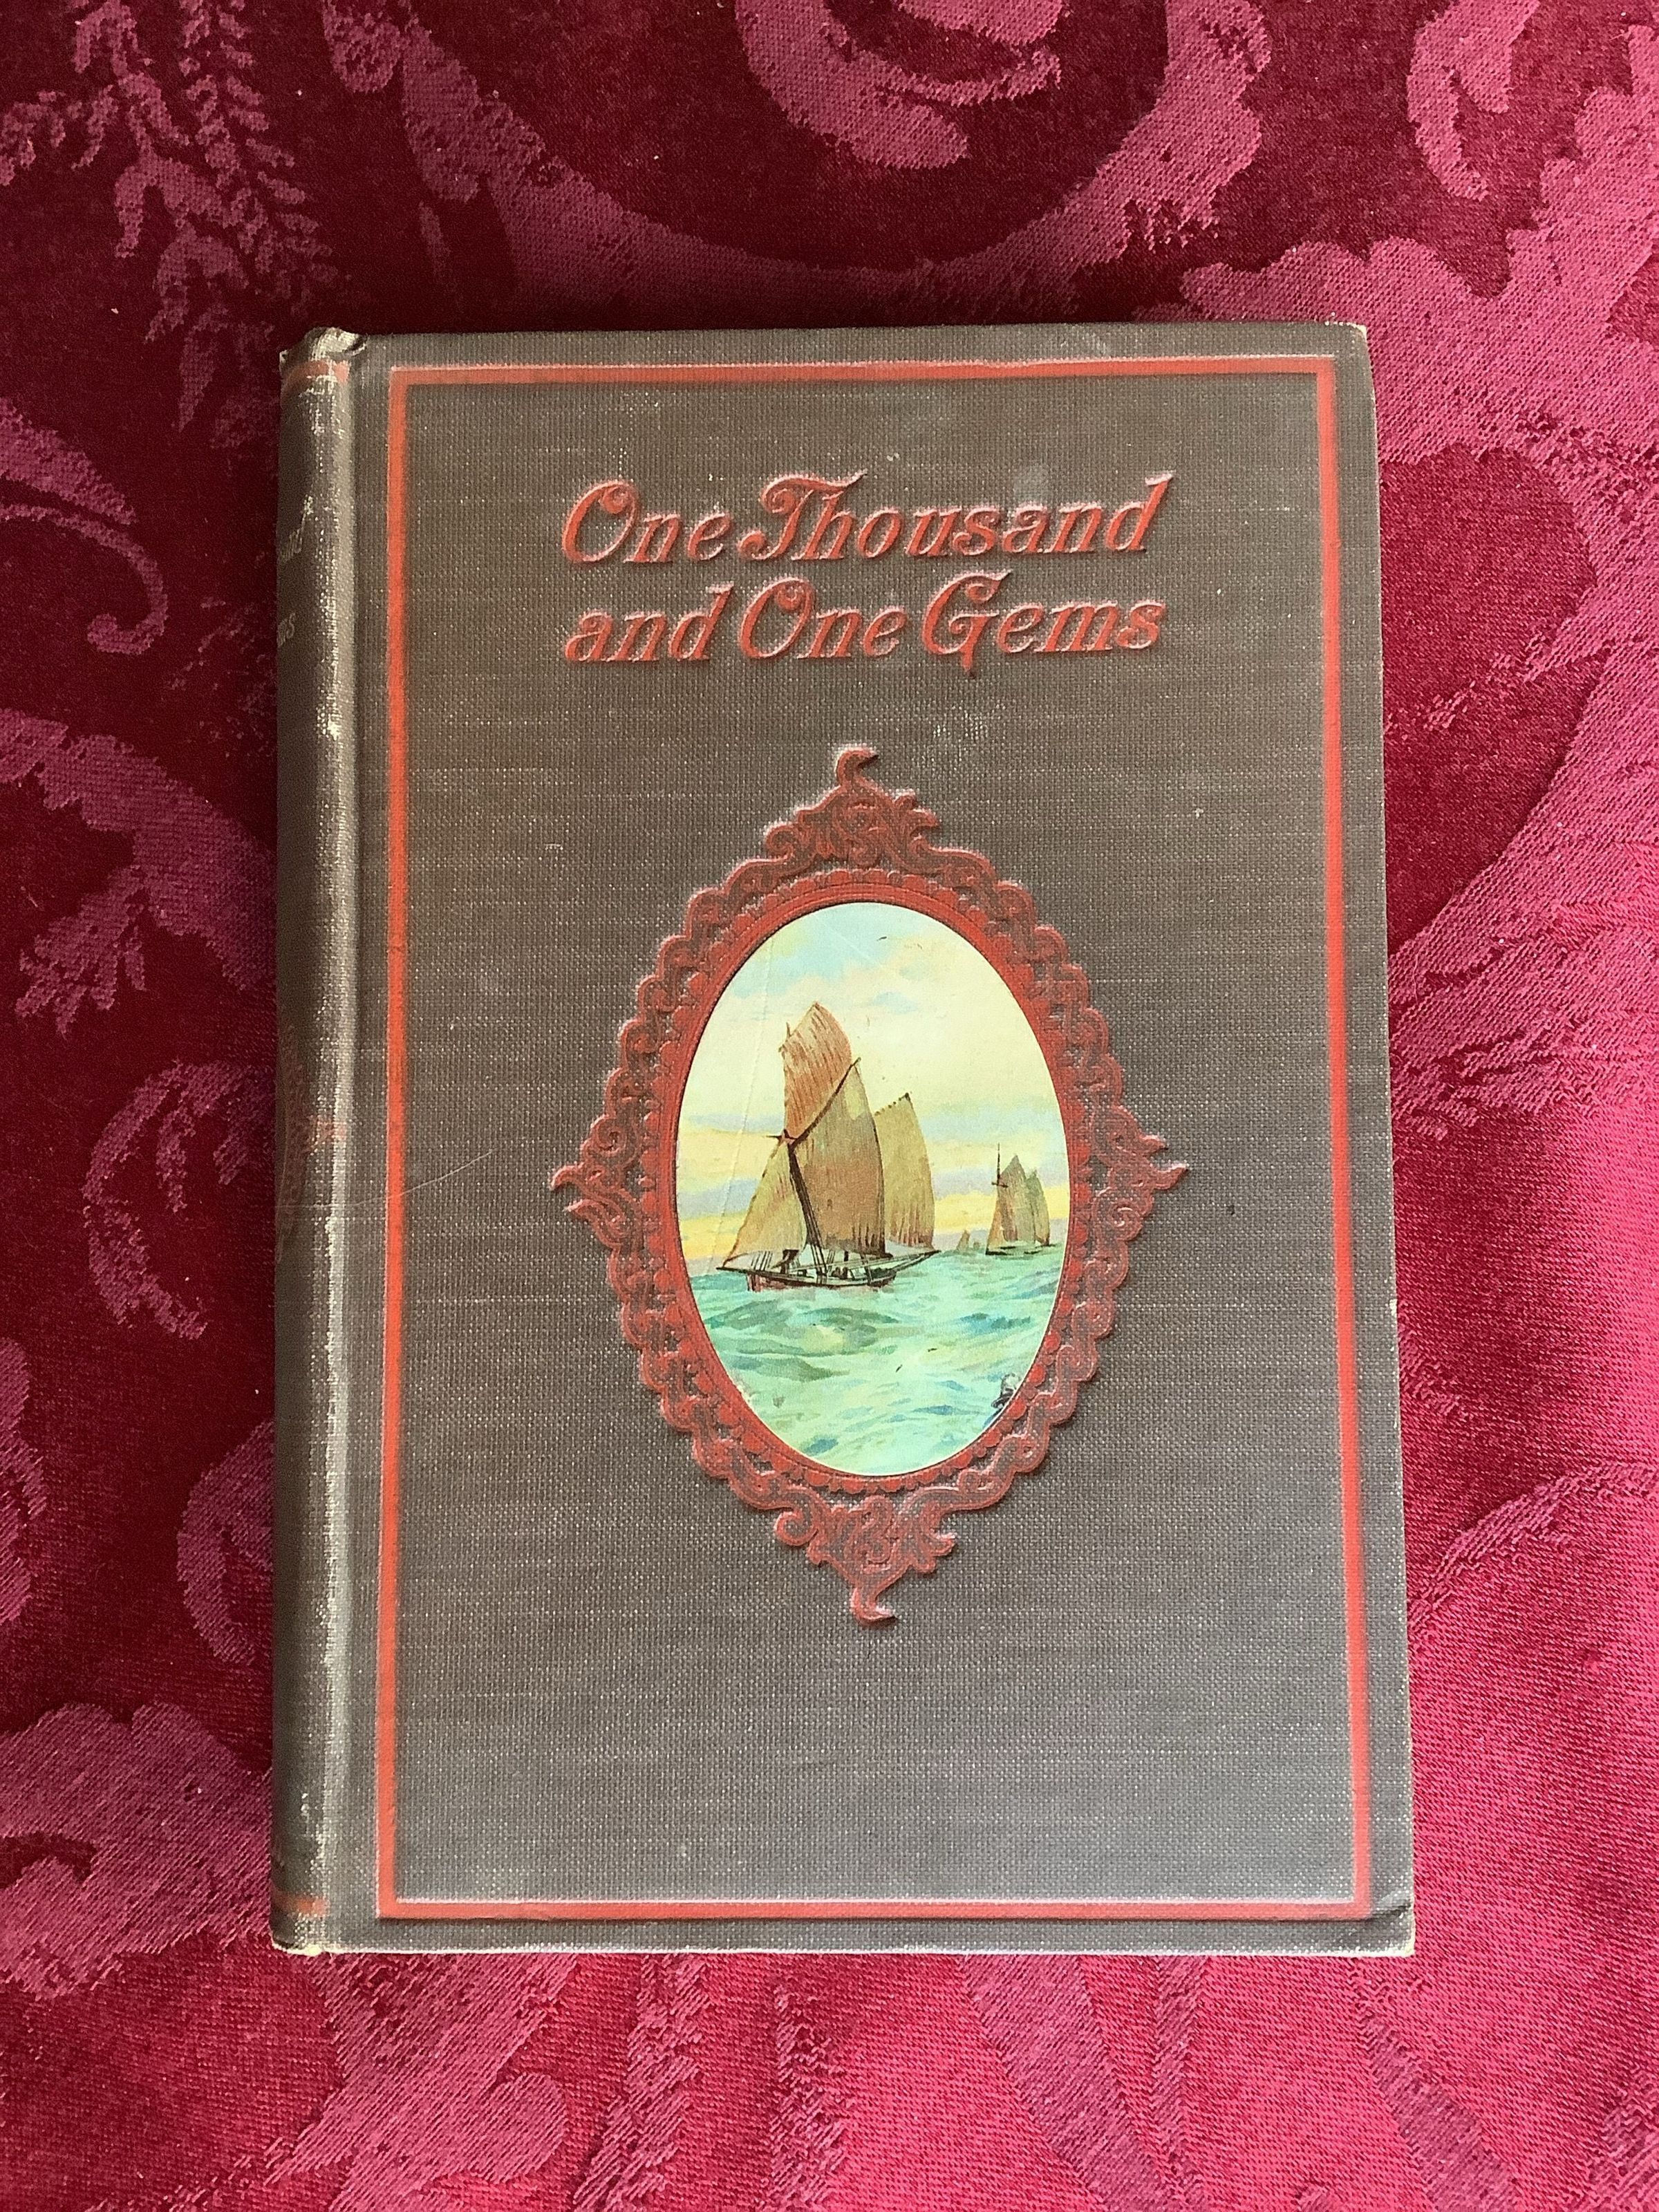 One Thousand
and One Gems